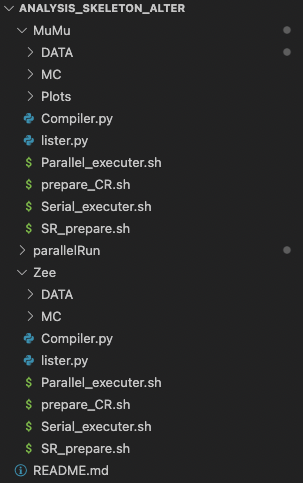 ANALYSIS_SKELETON_ALTER
MuMu
DATA
MC
Plots
Compiler.py
lister.py
$ Parallel_executer.sh
$ prepare_CR.sh
$ Serial_executer.sh
$ SR_prepare.sh
parallelRun
Zee
DATA
MC
Compiler.py
lister.py
$ Parallel_executer.sh
$ prepare_CR.sh
$ Serial_executer.sh
$ SR_prepare.sh
README.md